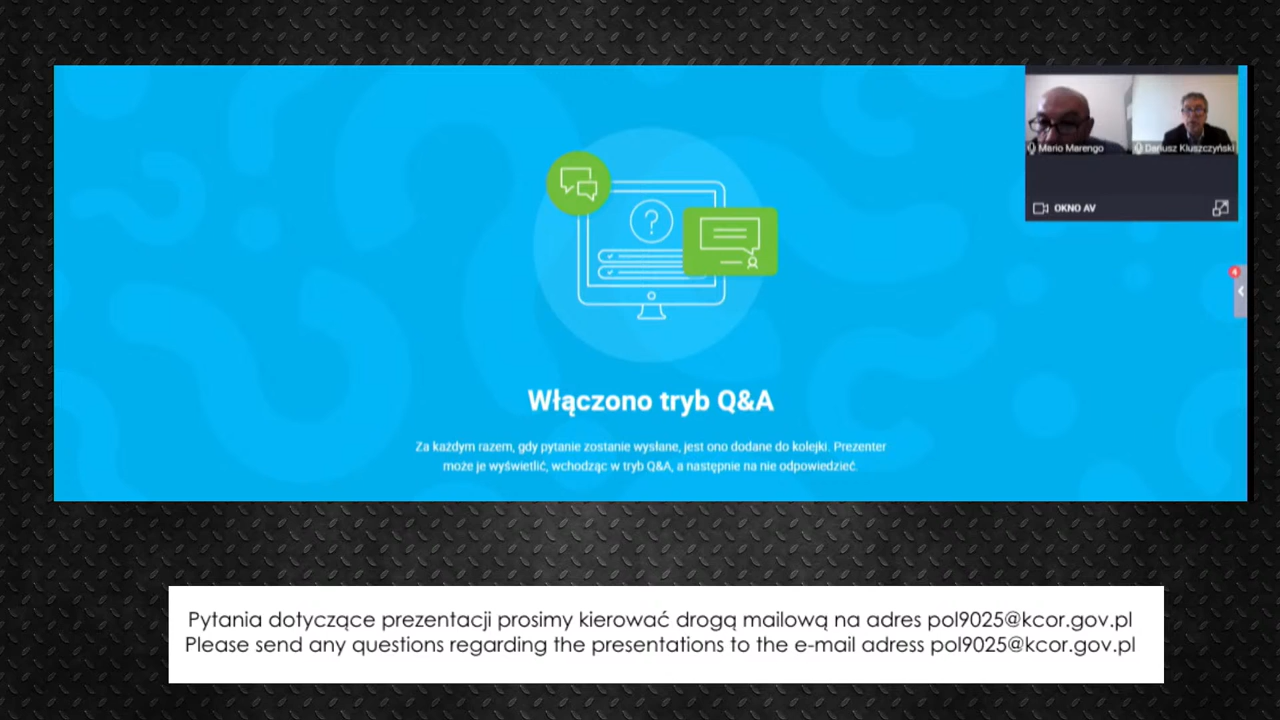 Mario Marengo
Dariusz Kluszczyński
OKNO AV
4
?
Włączono tryb Q&A
Za każdym razem, gdy pytanie zostanie wysłane, jest ono dodane do kolejki. Prezenter
może je wyświetlić, wchodząc w tryb Q&A, a następnie na nie odpowiedzieć.
Pytania dotyczące prezentacji prosimy kierować drogą mailową na adres pol9025@kcor.gov.pl
Please send any questions regarding the presentations to the e-mail adress pol9025@kcor.gov.pl